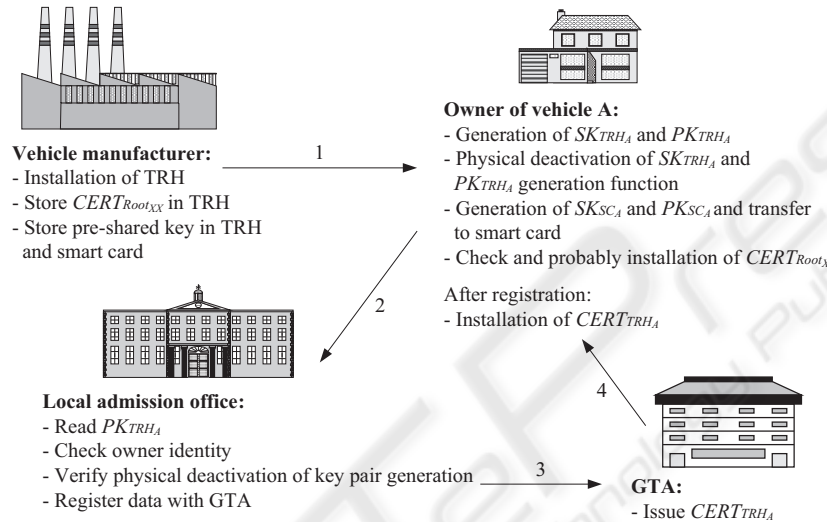 Vehicle manufacturer:
- Installation of TRH
- Store CERTRootXX in TRH
- Store pre-shared key in TRH
and smart card
1
Owner of vehicle A:
- Generation of SKTRHA and PKTRHA
- Physical deactivation of SKTRHA and
PKTRHA generation function
- Generation of SKSCA and PKSCA and transfer
to smart card
- Check and probably installation of CERTRootX
After registration:
- Installation of CERTTRHA
2
Local admission office:
- Read PKTRHA
- Check owner identity
- Verify physical deactivation of key pair generation
- Register data with GTA
3
4
GTA:
- Issue CERTTRHA